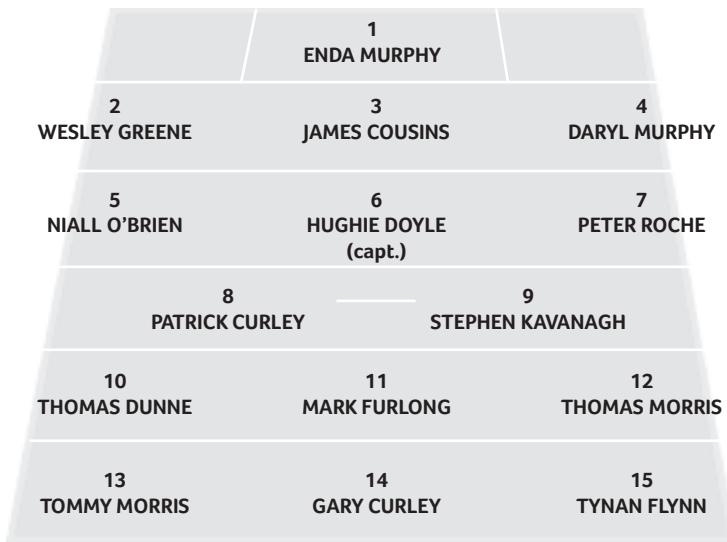 1
ENDA MURPHY
2 3 4
WESLEY GREENE JAMES COUSINS DARYL MURPHY
5 6 7
NIALL O’BRIEN HUGHIE DOYLE PETER ROCHE
(capt.)
8 9
PATRICK CURLEY STEPHEN KAVANAGH
10 11 12
THOMAS DUNNE MARK FURLONG THOMAS MORRIS
13 14 15
TOMMY MORRIS GARY CURLEY TYNAN FLYNN